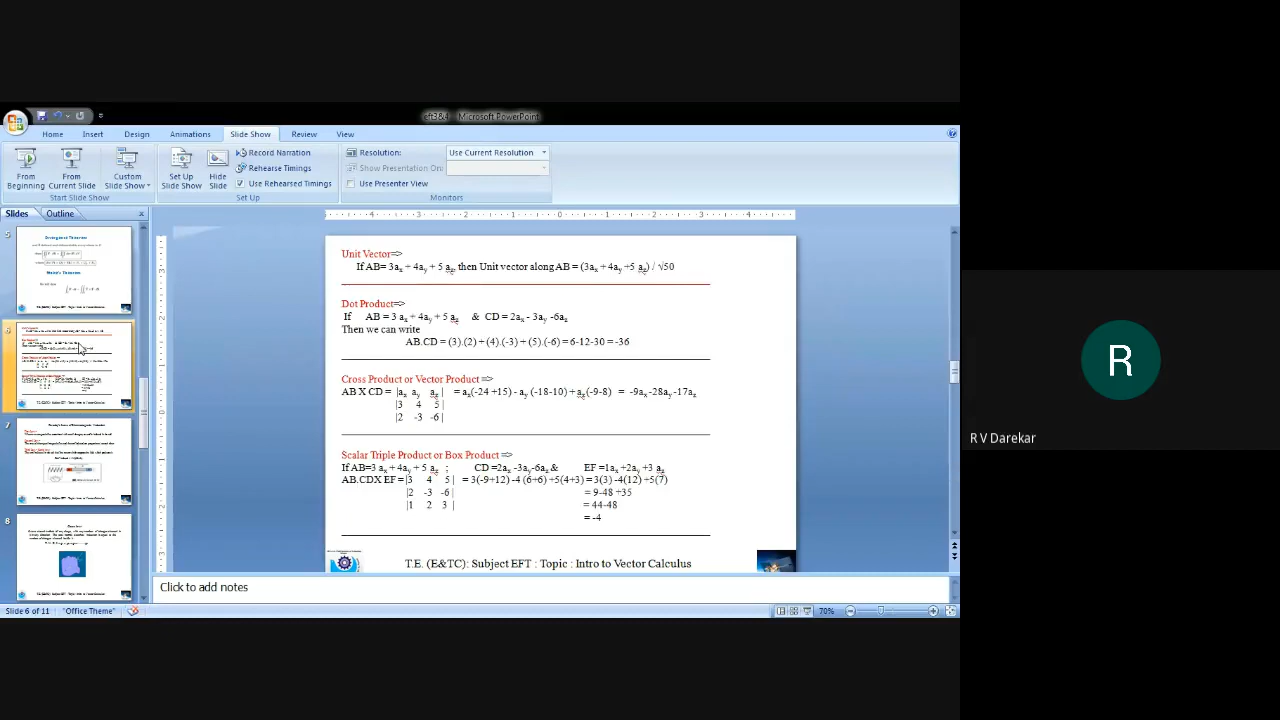 eft3&4 - Microsoft PowerPoint
Home Insert Design Animations Slide Show Review View
From Beginning
From Current Slide
Custom Slide Show
Start Slide Show
Set Up Slide Show
Hide Slide
Record Narration
Rehearse Timings
Use Rehearsed Timings
Set Up
Resolution: Use Current Resolution
Show Presentation On:
Use Presenter View
Monitors
Slides Outline
5
Divergence Theorem
Stoke's Theorem
6
7
8
Unit Vector=>
If AB= 3ax + 4ay + 5 az then Unit vector along AB = (3ax + 4ay +5 az) / √50
Dot Product=>
If AB = 3 ax + 4ay + 5 az & CD = 2ax - 3ay -6az
Then we can write
AB.CD = (3).(2) + (4).(-3) + (5).(-6) = 6-12-30 = -36
Cross Product or Vector Product =>
AB X CD = |ax ay az | = ax(-24 +15) - ay (-18-10) + az(-9-8) = -9ax -28ay -17az
|3 4 5|
|2 -3 -6 |
Scalar Triple Product or Box Product =>
If AB=3 ax + 4ay + 5 az ; CD =2ax -3ay -6az & EF =1ax +2ay +3 az
AB.CDX EF = |3 4 5 | = 3(-9+12) -4 (6+6) +5(4+3) = 3(3) -4(12) +5(7)
|2 -3 -6| = 9-48 +35
|1 2 3 | = 44-48
= -4
T.E. (E&TC): Subject EFT : Topic : Intro to Vector Calculus
Click to add notes
Slide 6 of 11 "Office Theme" 70%
R
R V Darekar